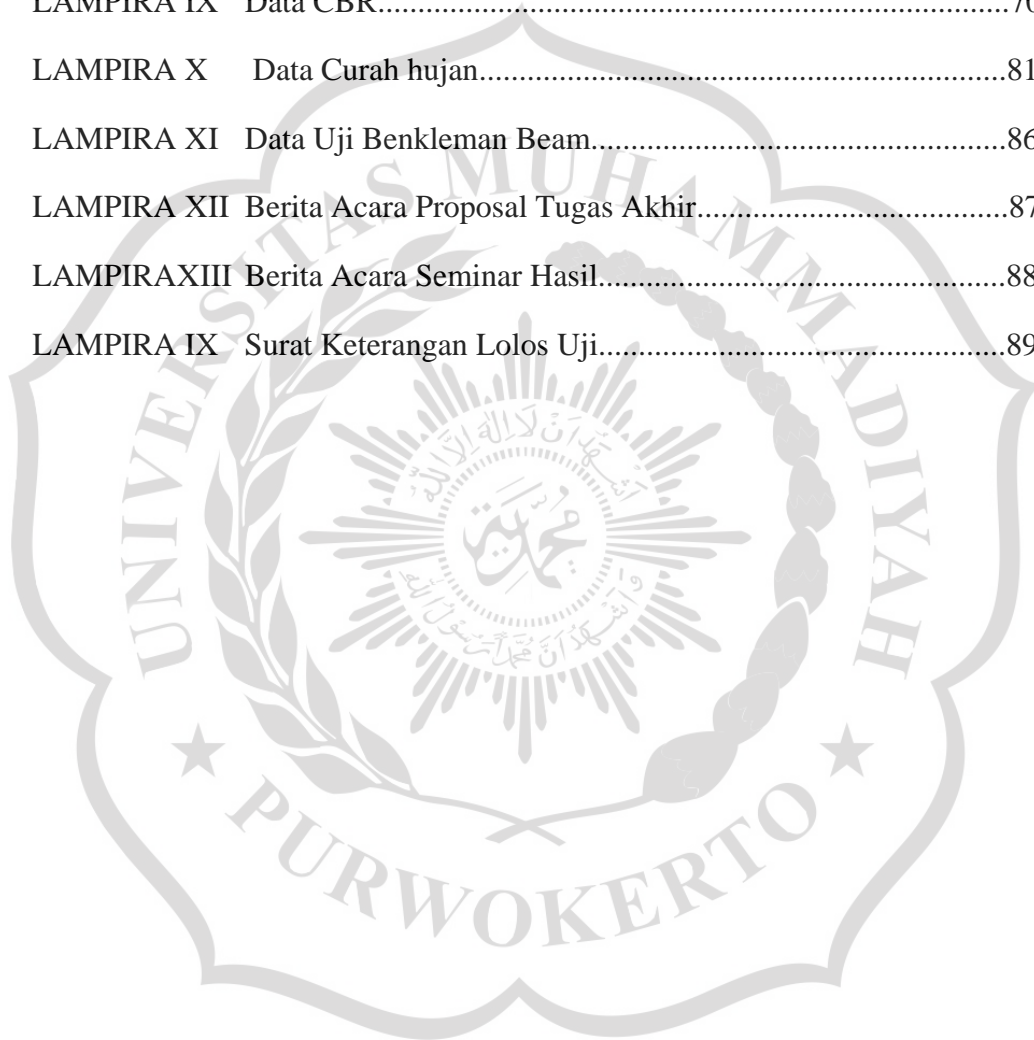 LAMPIRA IX Data CBR...............................................................................
LAMPIRA X Data Curah hujan..................................................................81
LAMPIRA XI Data Uji Benkleman Beam....................................................86
LAMPIRA XII Berita Acara Proposal Tugas Akhir.......................................87
LAMPIRAXIII Berita Acara Seminar Hasil...................................................88
LAMPIRA IX Surat Keterangan Lolos Uji...................................................89
UNIVERSITAS MUHAMMADIYAH
PURWOKERTO